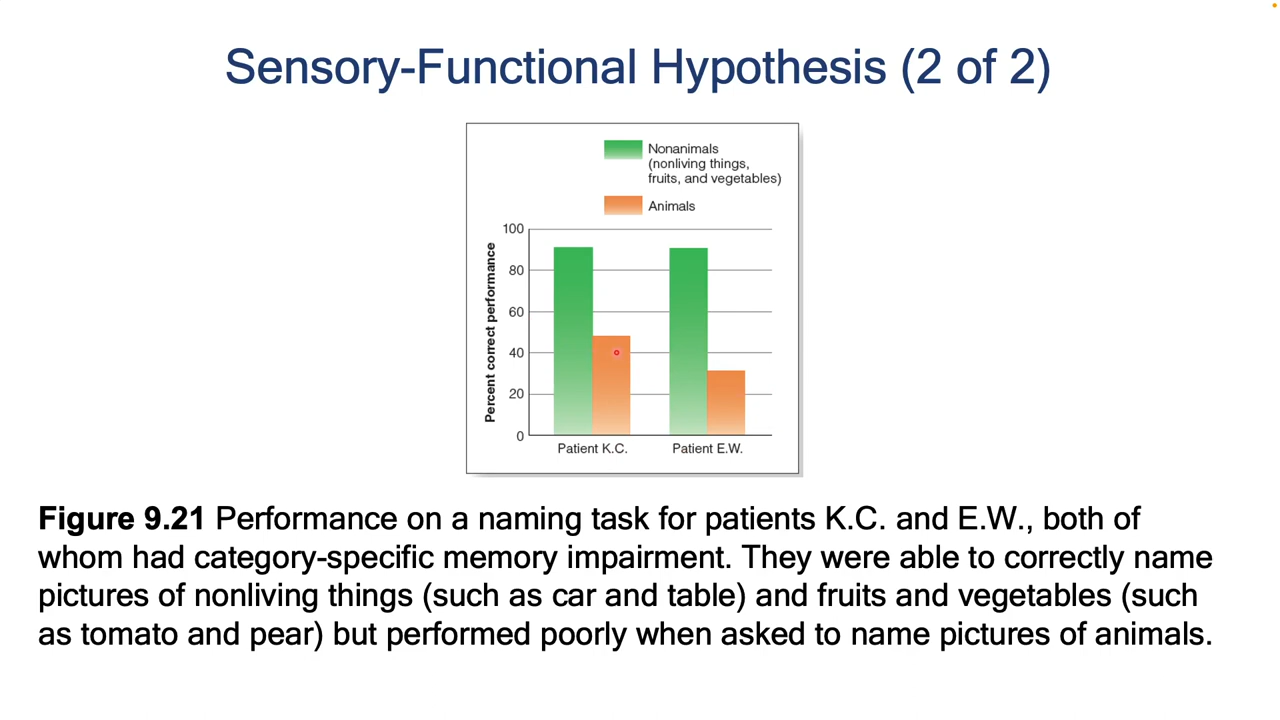 Sensory-Functional Hypothesis (2 of 2)
Nonanimals
(nonliving things,
fruits, and vegetables)
Animals
Percent correct performance
100
80
60
40
20
0
Patient K.C.
Patient E.W.
Figure 9.21 Performance on a naming task for patients K.C. and E.W., both of
whom had category-specific memory impairment. They were able to correctly name
pictures of nonliving things (such as car and table) and fruits and vegetables (such
as tomato and pear) but performed poorly when asked to name pictures of animals.